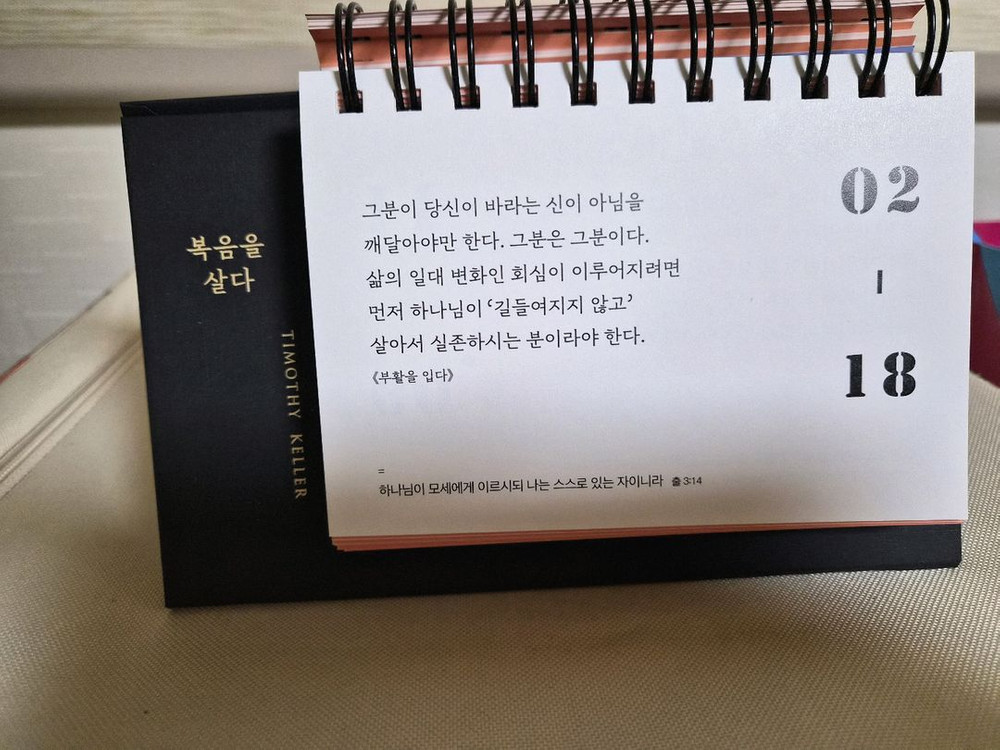 복음을
살다
TIMOTHY KELLER
그분이 당신이 바라는 신이 아님을
깨달아야만 한다. 그분은 그분이다.
삶의 일대 변화인 회심이 이루어지려면
먼저 하나님이 ‘길들여지지 않고’
살아서 실존하시는 분이라야 한다.
《부활을 입다》
=
하나님이 모세에게 이르시되 나는 스스로 있는 자이니라 출 3:14
02
|
18